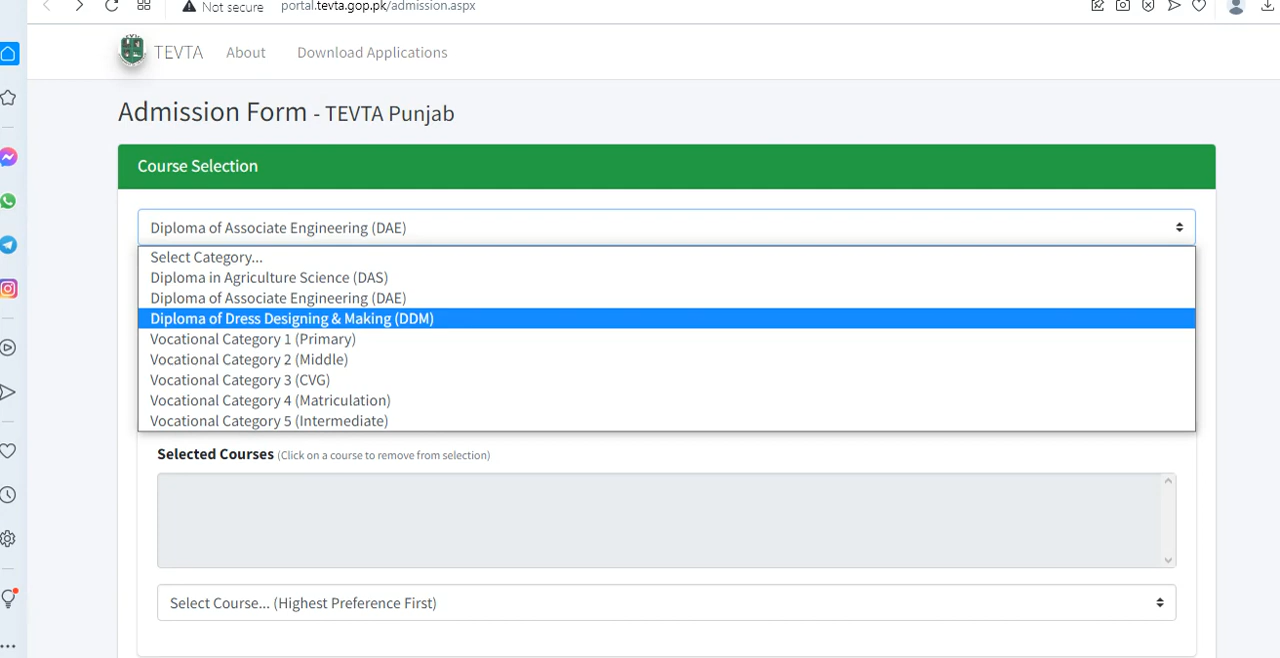 Not secure portal.tevta.gop.pk/admission.aspx
TEVTA About Download Applications
Admission Form - TEVTA Punjab
Course Selection
Diploma of Associate Engineering (DAE)
Select Category...
Diploma in Agriculture Science (DAS)
Diploma of Associate Engineering (DAE)
Diploma of Dress Designing & Making (DDM)
Vocational Category 1 (Primary)
Vocational Category 2 (Middle)
Vocational Category 3 (CVG)
Vocational Category 4 (Matriculation)
Vocational Category 5 (Intermediate)
Selected Courses (Click on a course to remove from selection)
Select Course... (Highest Preference First)